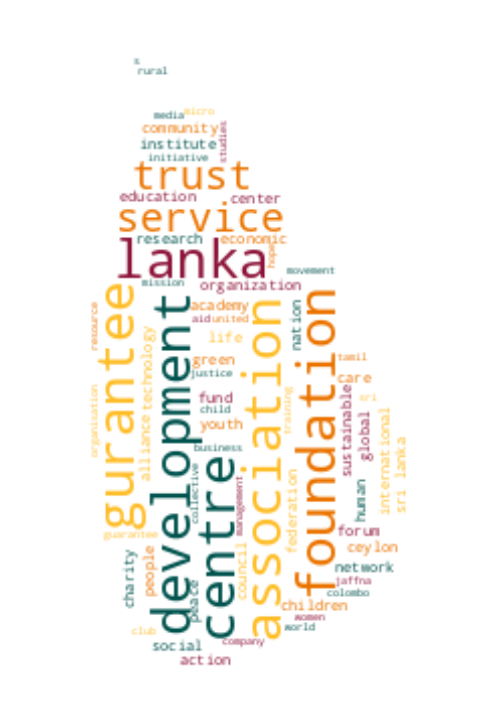 s
rural
media micro
community
studies
institute
initiative
trust
education center
service
research economic
lanka
hope
movement
mission organization
gurantee
development
association
foundation
resource
academy
nation
aid united
technology
life
green
tamil
justice
care
organisation
fund
sri
child
training
sustainable
global
international
youth
alliance
sri lanka
business
centre
collective
management
federation
human
guarantee
forum
people
ceylon
charity
council
network
peace
jaffna
colombo
children
women
club
world
social
company
action